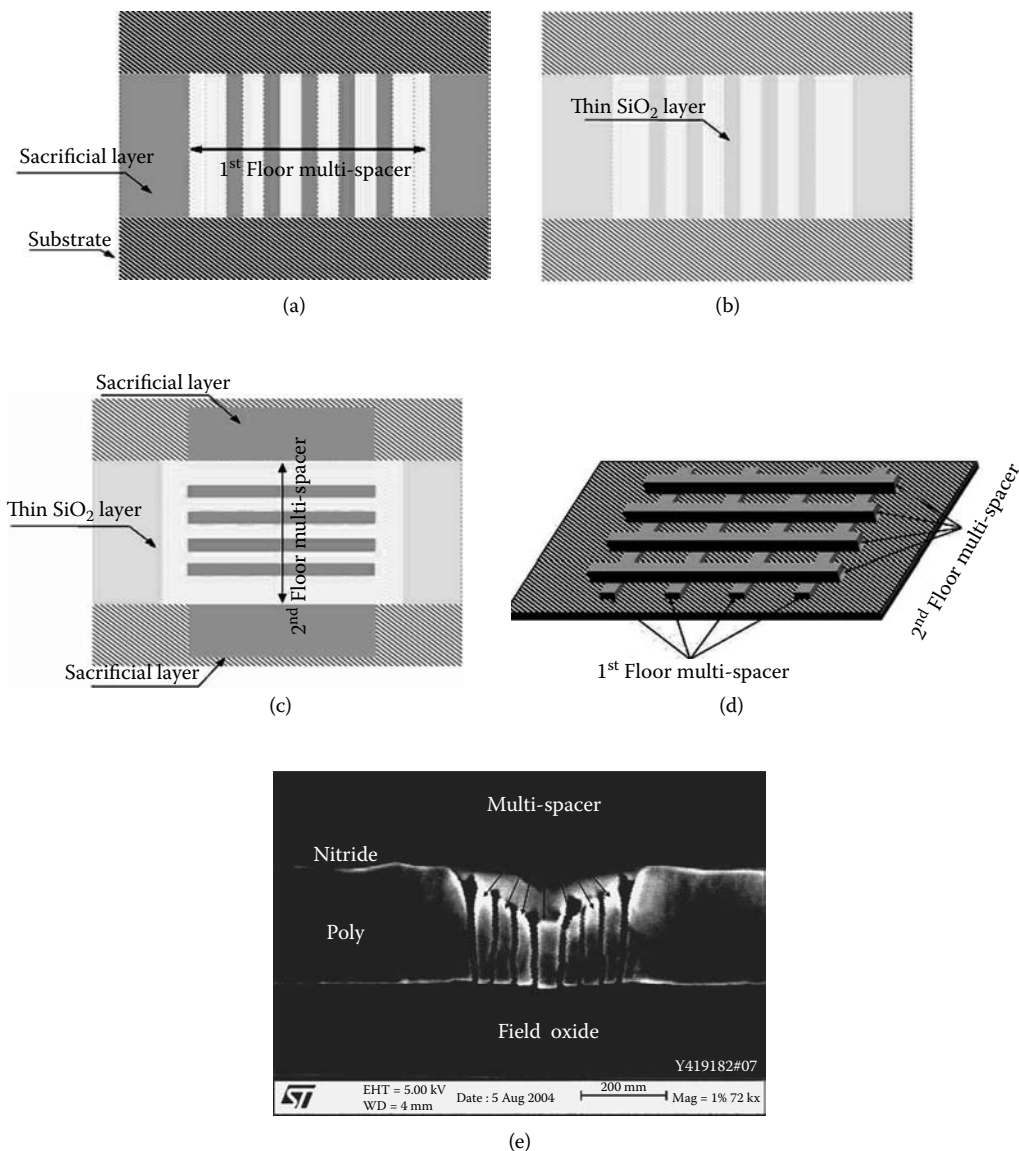 Sacrificial layer
1st Floor multi-spacer
Substrate
(a)
Thin SiO2 layer
(b)
Sacrificial layer
Thin SiO2 layer
2nd Floor multi-spacer
Sacrificial layer
(c)
2nd Floor multi-spacer
1st Floor multi-spacer
(d)
Multi-spacer
Nitride
Poly
Field oxide
Y419182#07
ST
EHT = 5.00 kV
WD = 4 mm
Date : 5 Aug 2004
200 mm
Mag = 1% 72 kx
(e)